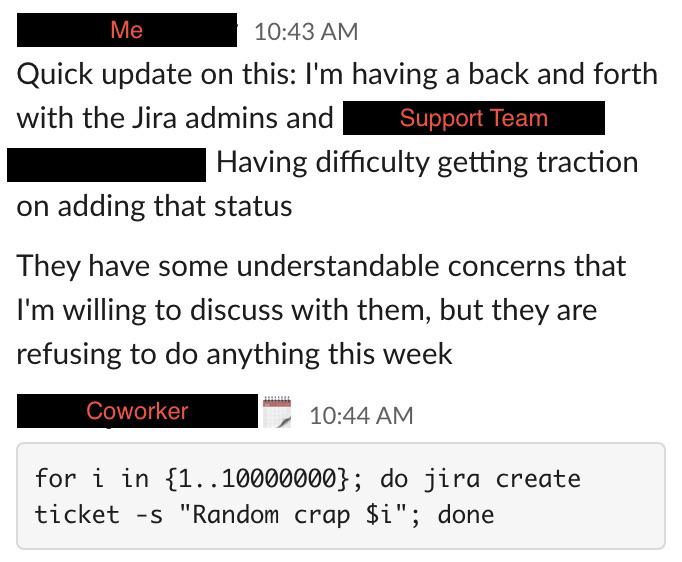 Me 10:43 AM
Quick update on this: I'm having a back and forth
with the Jira admins and Support Team
Having difficulty getting traction
on adding that status
They have some understandable concerns that
I'm willing to discuss with them, but they are
refusing to do anything this week
Coworker 10:44 AM
for i in {1..10000000}; do jira create
ticket -s "Random crap $i"; done